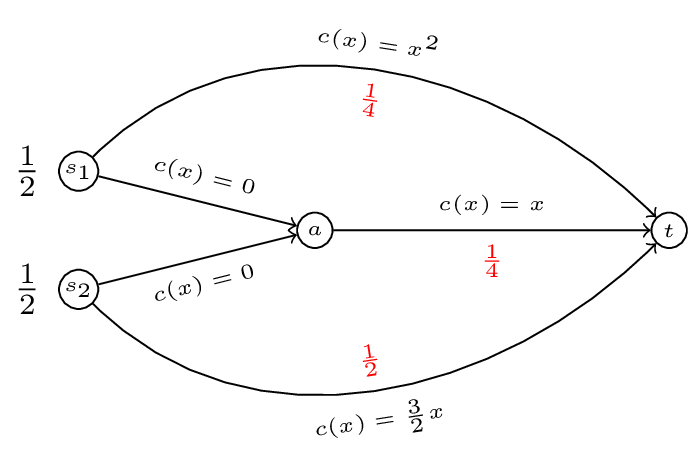 c(x) = x²
1/4
1/2
s₁
c(x) = 0
c(x) = x
a
t
1/4
1/2
s₂
c(x) = 0
1/2
c(x) = 3/2 x